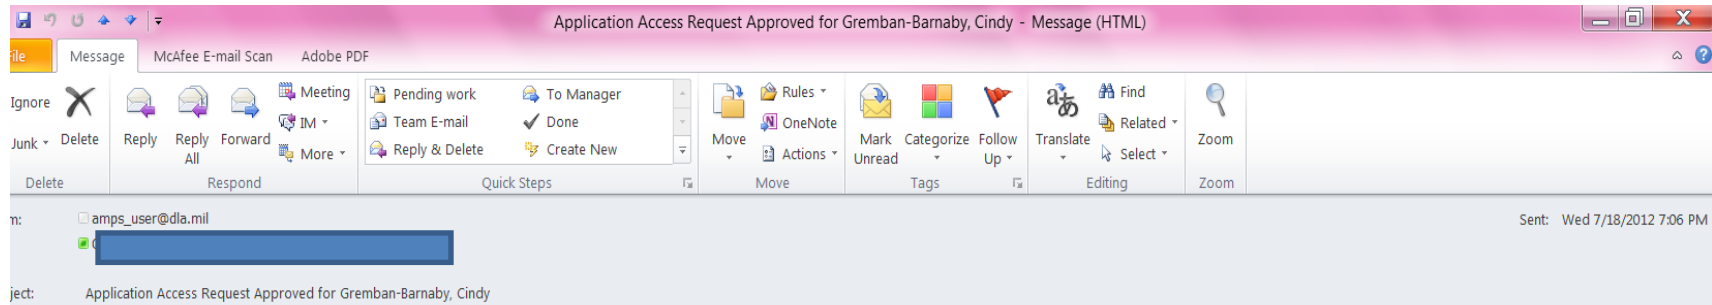 Application Access Request Approved for Gremban-Barnaby, Cindy - Message (HTML)
File Message McAfee E-mail Scan Adobe PDF
Ignore
Junk
Delete
Reply
Reply All
Forward
Meeting
IM
More
Pending work
Team E-mail
Reply & Delete
To Manager
Done
Create New
Move
Rules
OneNote
Actions
Mark Unread
Categorize
Follow Up
Translate
Find
Related
Select
Zoom
Delete Respond Quick Steps Move Tags Editing Zoom
m: amps_user@dla.mil Sent: Wed 7/18/2012 7:06 PM
ject: Application Access Request Approved for Gremban-Barnaby, Cindy